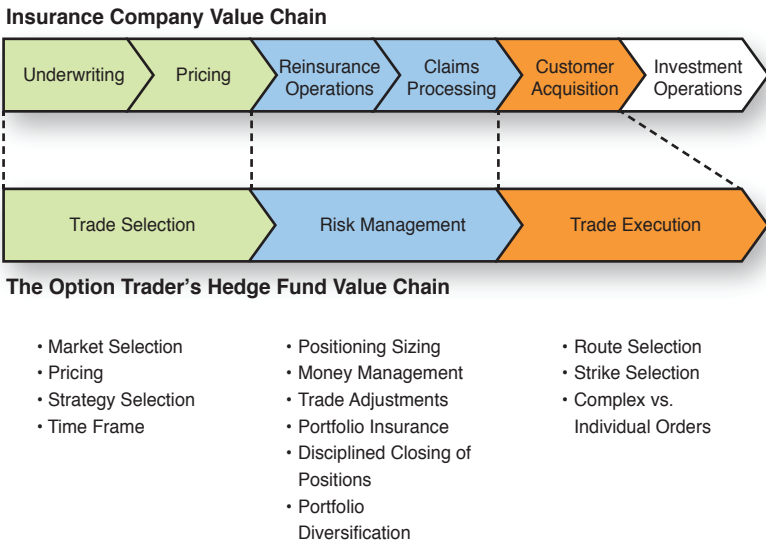 Insurance Company Value Chain
Underwriting
Pricing
Reinsurance
Operations
Claims
Processing
Customer
Acquisition
Investment
Operations
Trade Selection
Risk Management
Trade Execution
The Option Trader's Hedge Fund Value Chain
• Market Selection
• Pricing
• Strategy Selection
• Time Frame
• Positioning Sizing
• Money Management
• Trade Adjustments
• Portfolio Insurance
• Disciplined Closing of
Positions
• Portfolio
Diversification
• Route Selection
• Strike Selection
• Complex vs.
Individual Orders